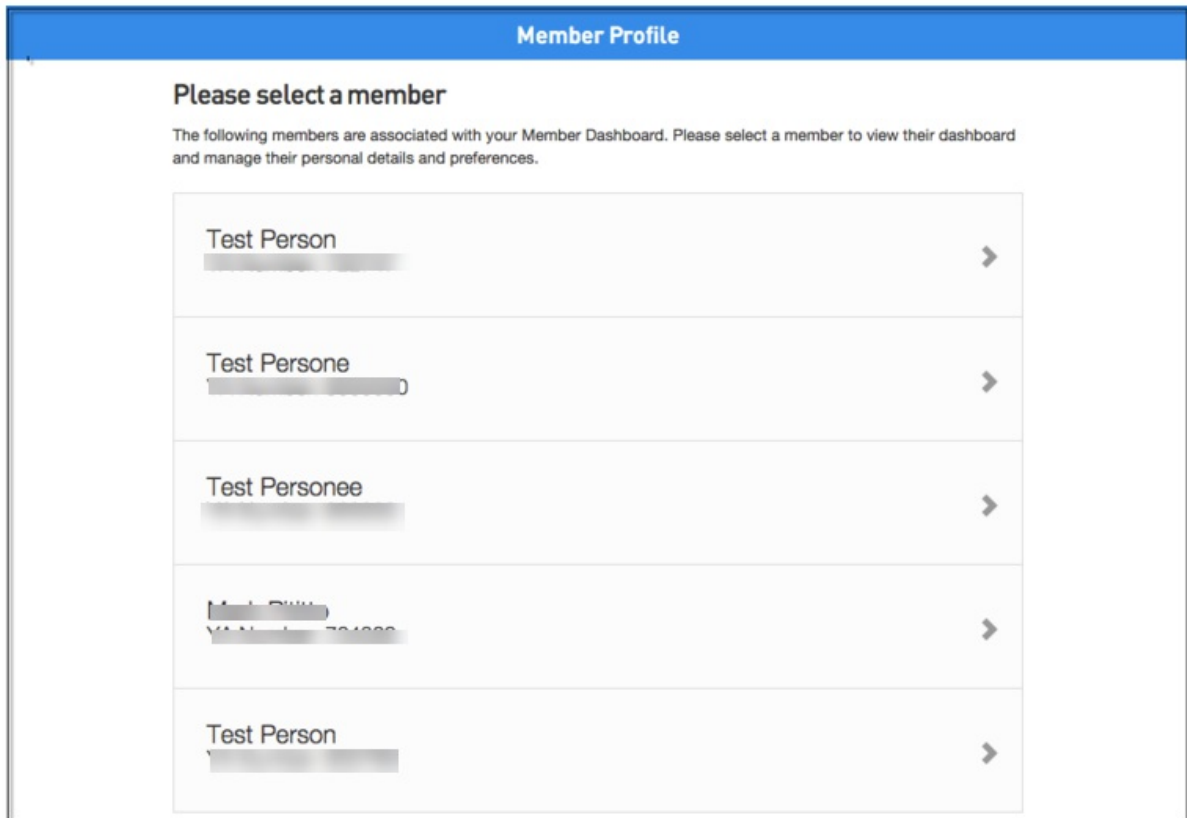 Member Profile
Please select a member
The following members are associated with your Member Dashboard. Please select a member to view their dashboard
and manage their personal details and preferences.
Test Person
Test Persone
Test Personee
Test Person